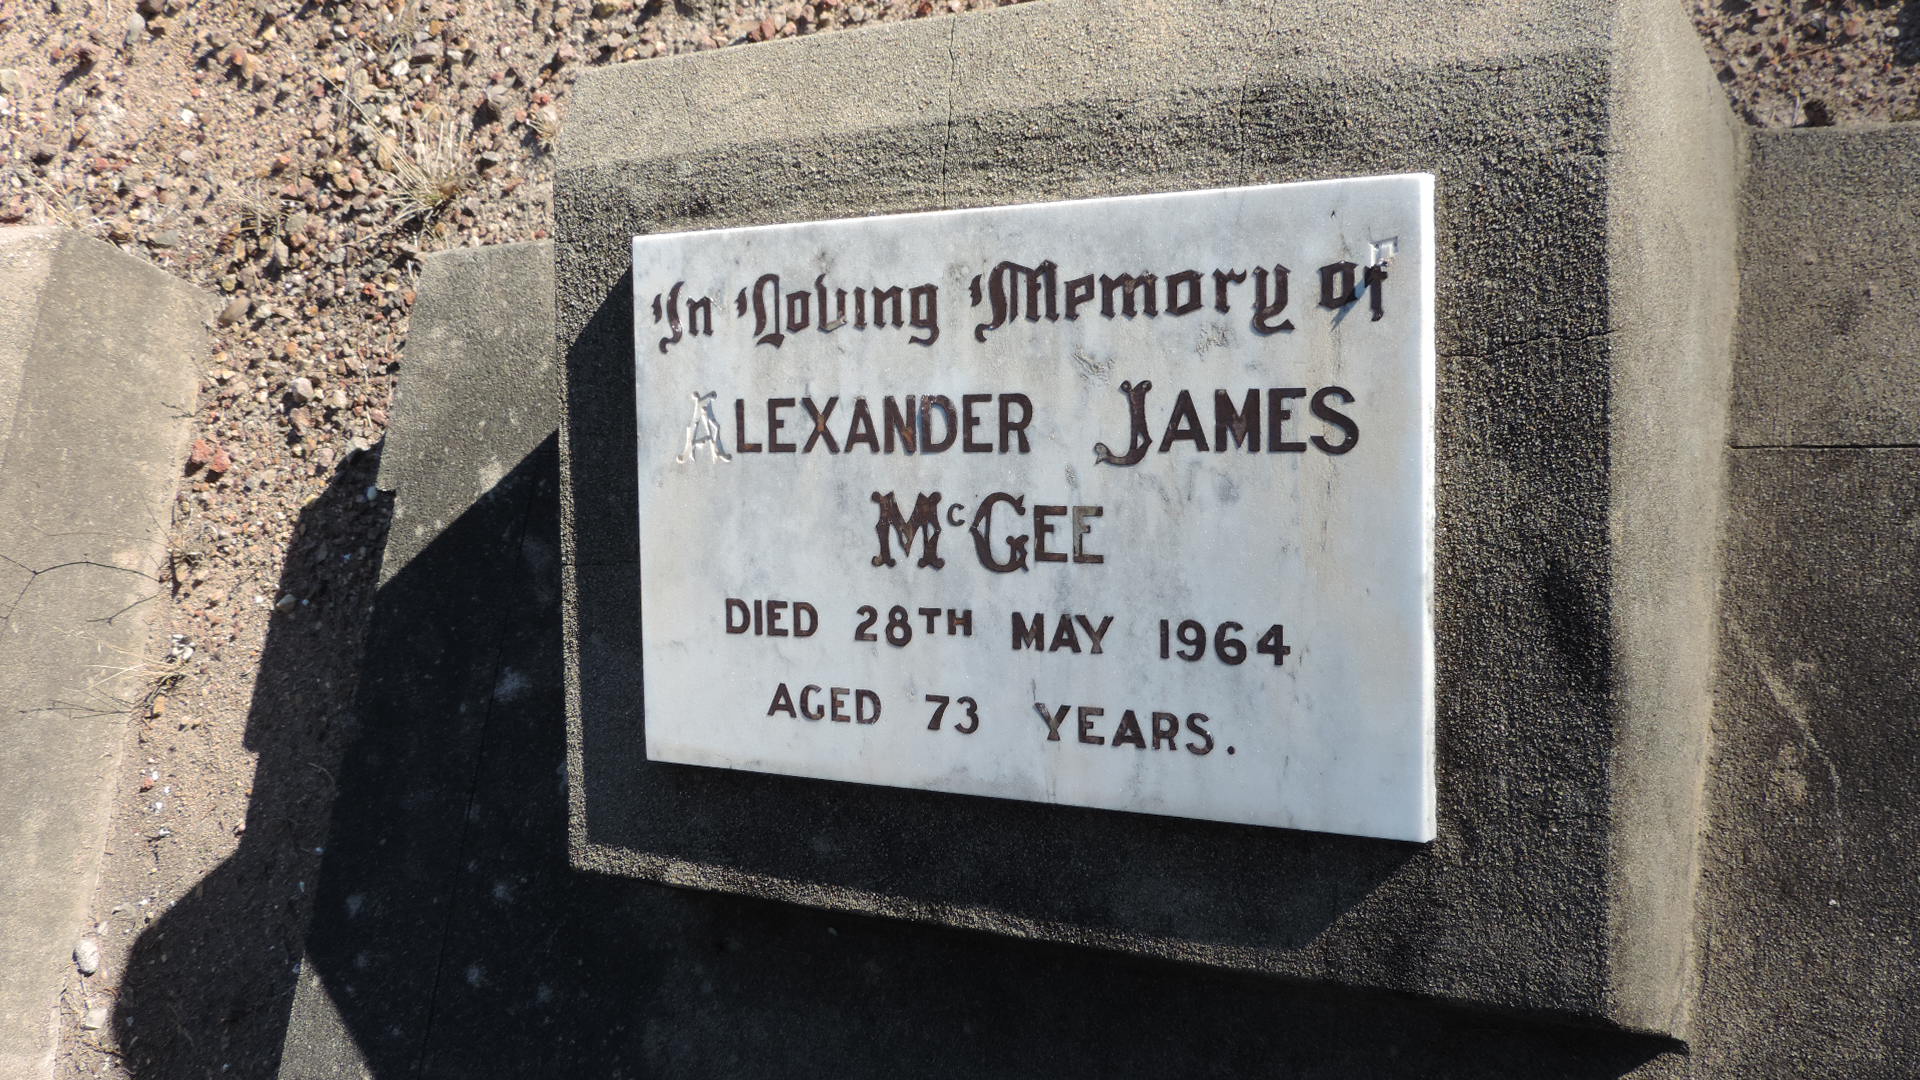 In Loving Memory of
ALEXANDER JAMES
McGEE
DIED 28TH MAY 1964
AGED 73 YEARS.